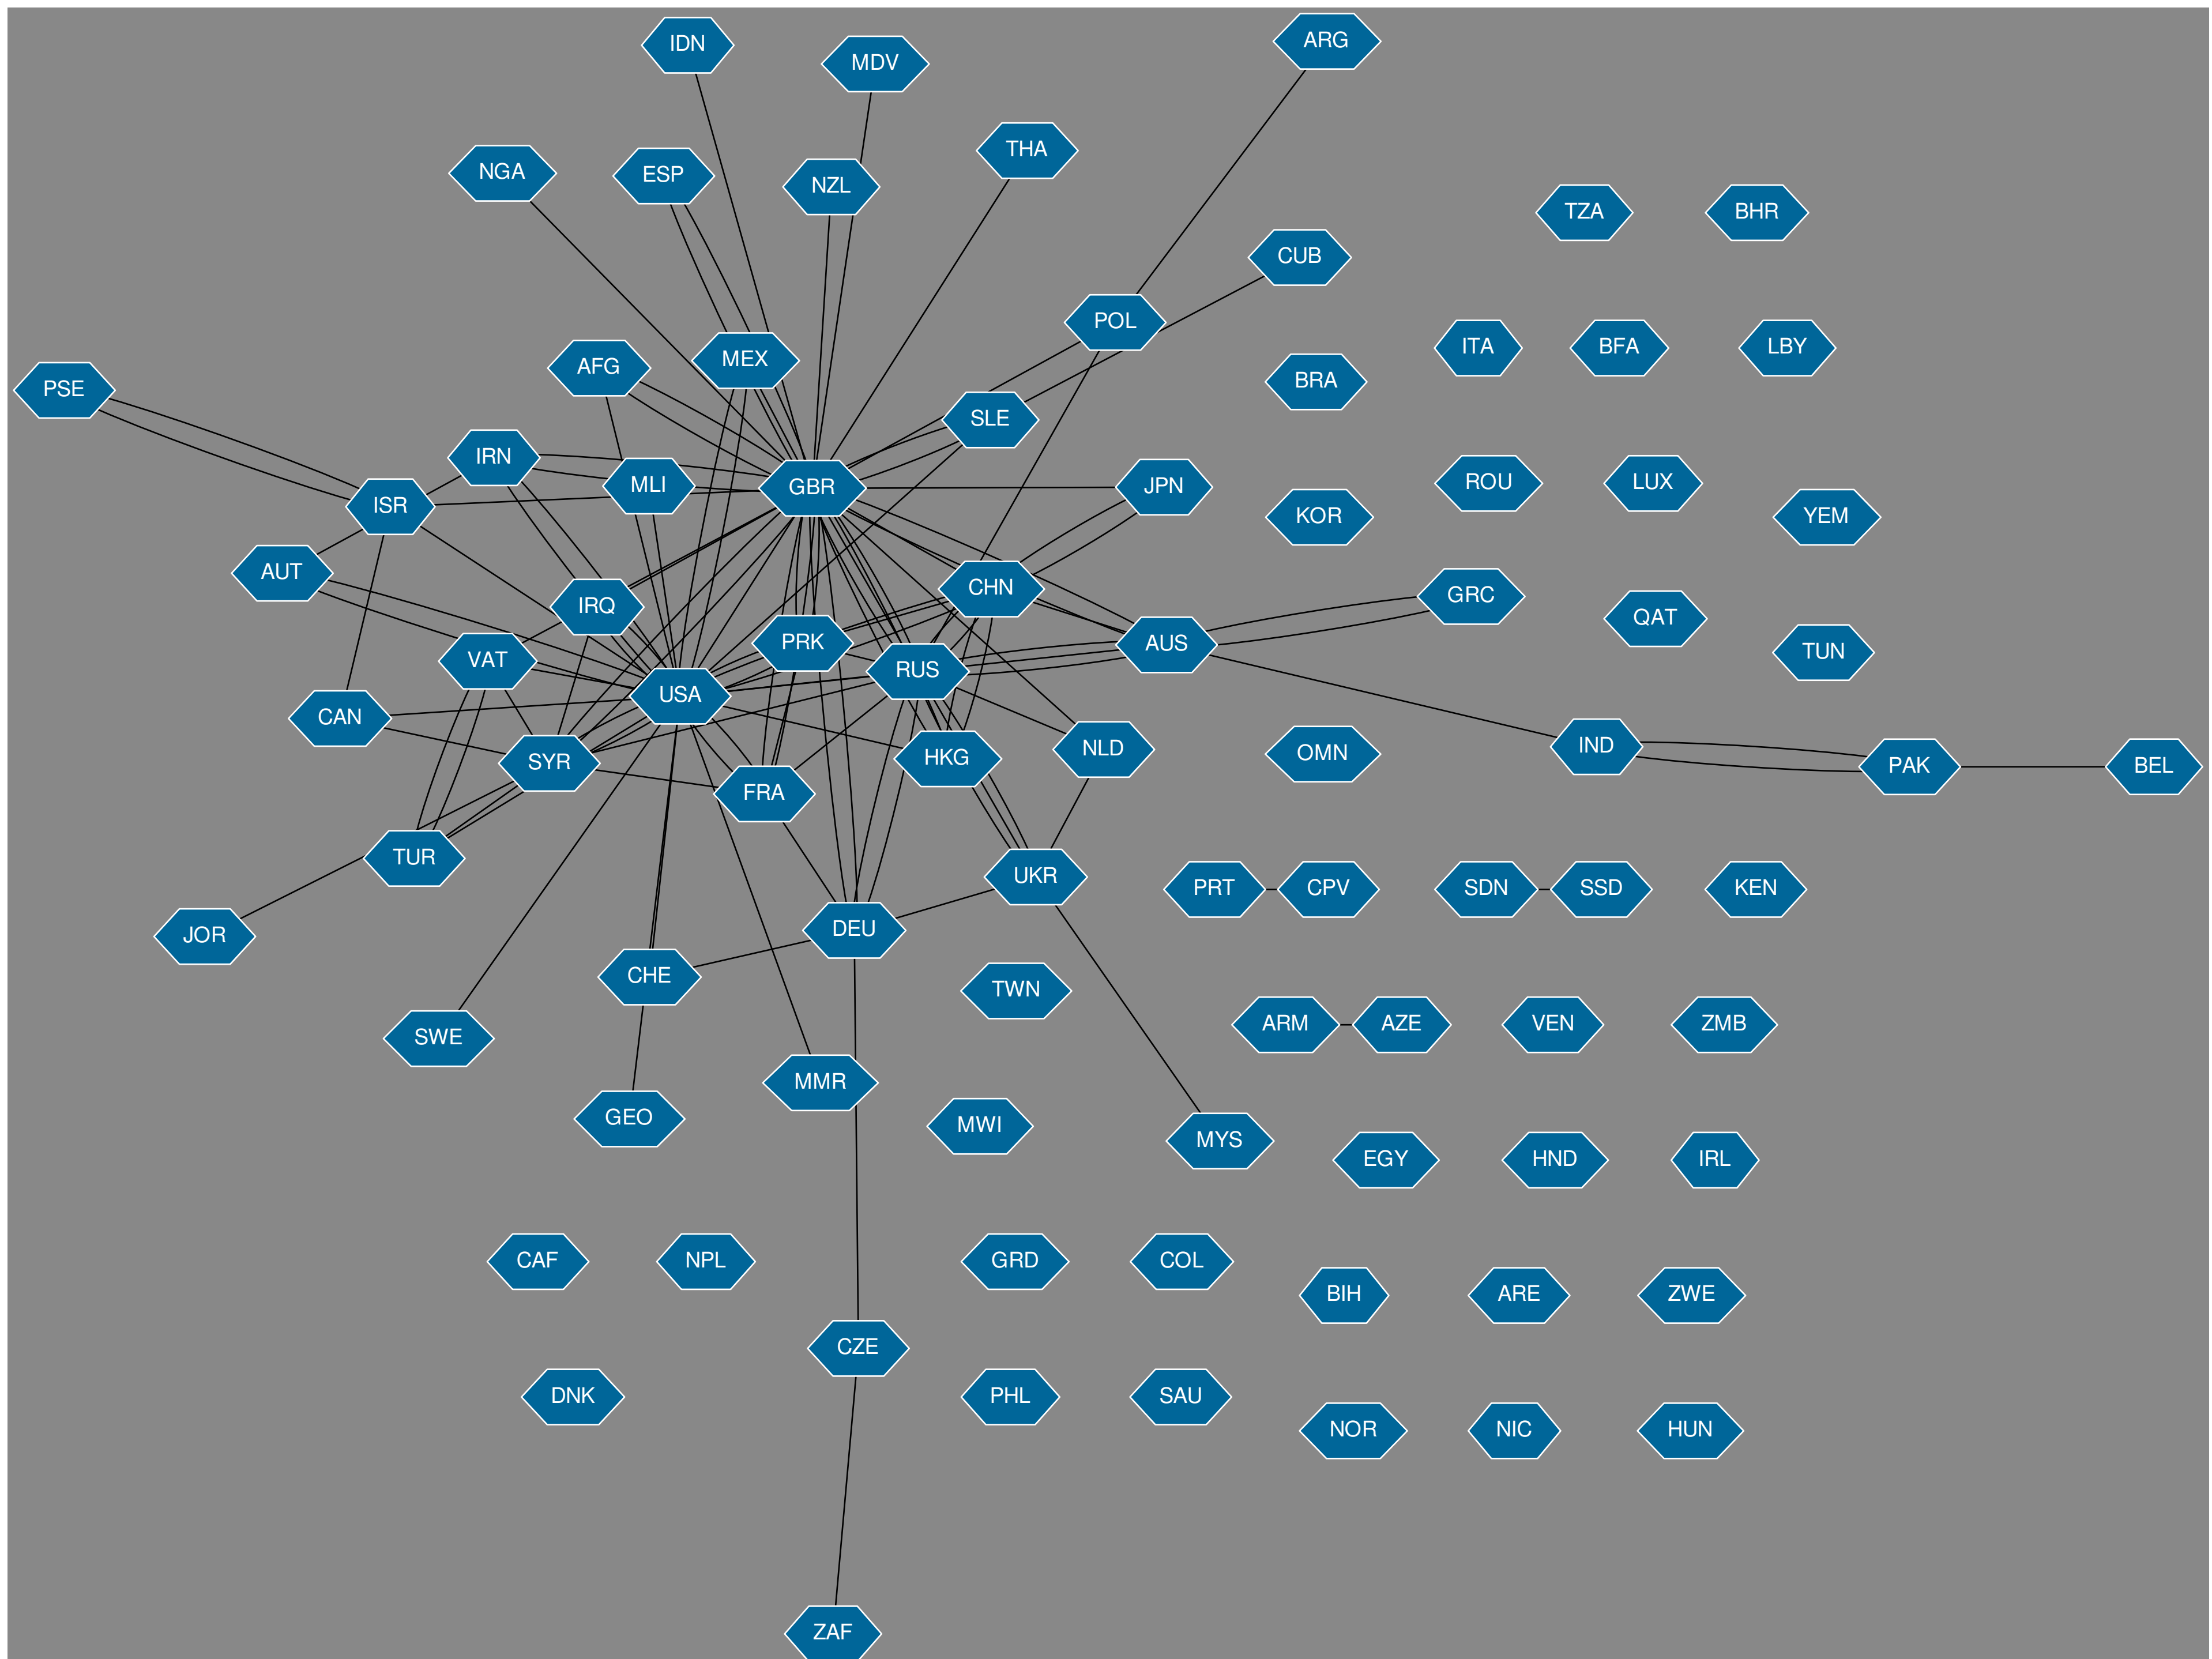 IDN
ARG
MDV
THA
NGA
ESP
NZL
TZA
BHR
CUB
POL
ITA
BFA
LBY
MEX
AFG
BRA
PSE
SLE
IRN
MLI
GBR
JPN
ROU
LUX
ISR
KOR
YEM
AUT
CHN
GRC
IRQ
QAT
PRK
AUS
TUN
VAT
RUS
USA
CAN
IND
NLD
OMN
SYR
HKG
PAK
BEL
FRA
TUR
UKR
PRT
CPV
SDN
SSD
KEN
DEU
JOR
CHE
TWN
SWE
ARM
AZE
VEN
ZMB
MMR
GEO
MWI
MYS
EGY
HND
IRL
CAF
NPL
GRD
COL
BIH
ARE
ZWE
CZE
DNK
PHL
SAU
NOR
NIC
HUN
ZAF